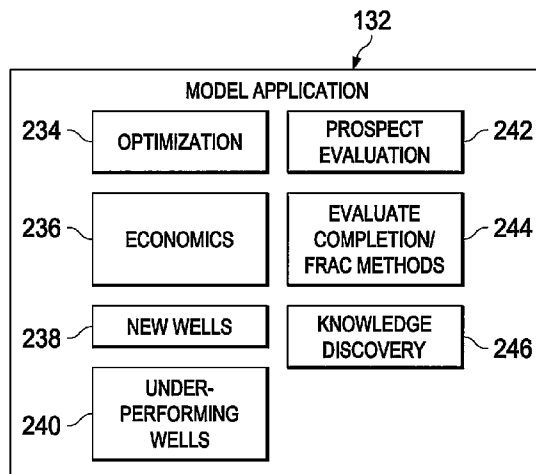 132
MODEL APPLICATION
234
OPTIMIZATION
PROSPECT
EVALUATION
242
236
ECONOMICS
EVALUATE
COMPLETION/
FRAC METHODS
244
238
NEW WELLS
KNOWLEDGE
DISCOVERY
246
240
UNDER-
PERFORMING
WELLS